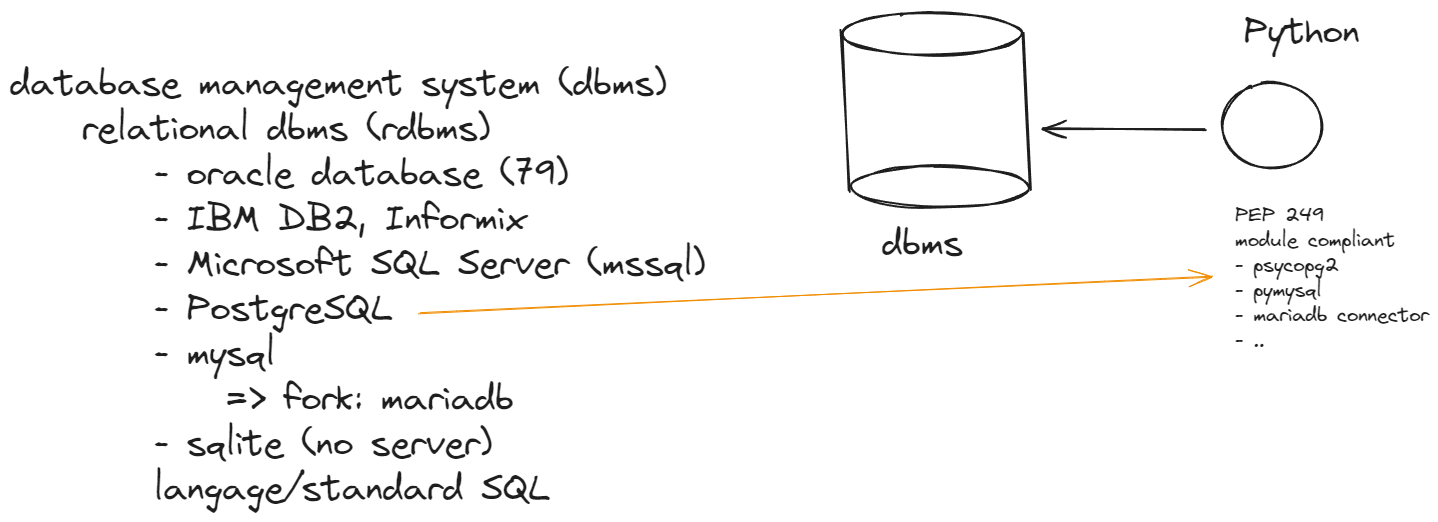 database management system (dbms)
relational dbms (rdbms)
- oracle database (79)
- IBM DB2, Informix
- Microsoft SQL Server (mssql)
- PostgreSQL
- mysql
=> fork: mariadb
- sqlite (no server)
langage/standard SQL
dbms
Python
PEP 249
module compliant
- psycopg2
- pymysql
- mariadb connector
- ..